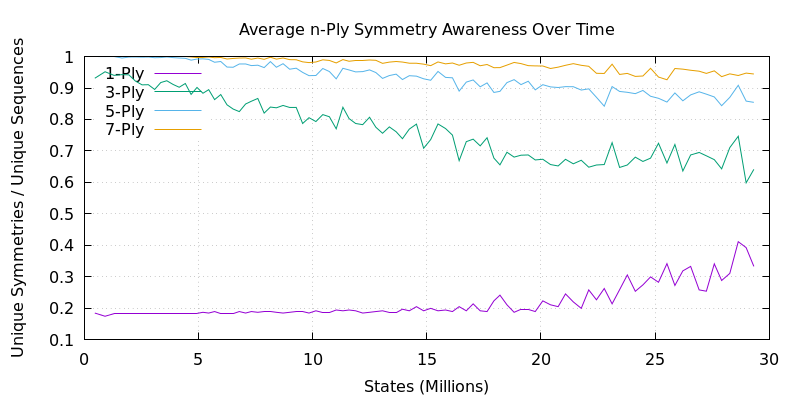 Average n-Ply Symmetry Awareness Over Time
Unique Symmetries / Unique Sequences
1
0.9
0.8
0.7
0.6
0.5
0.4
0.3
0.2
0.1
1-Ply
3-Ply
5-Ply
7-Ply
0 5 10 15 20 25 30
States (Millions)